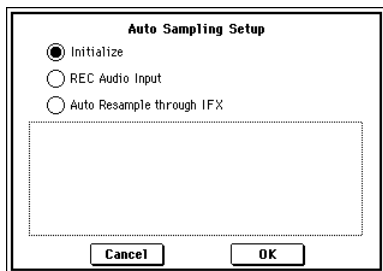 Auto Sampling Setup
Initialize
REC Audio Input
Auto Resample through IFX
Cancel OK